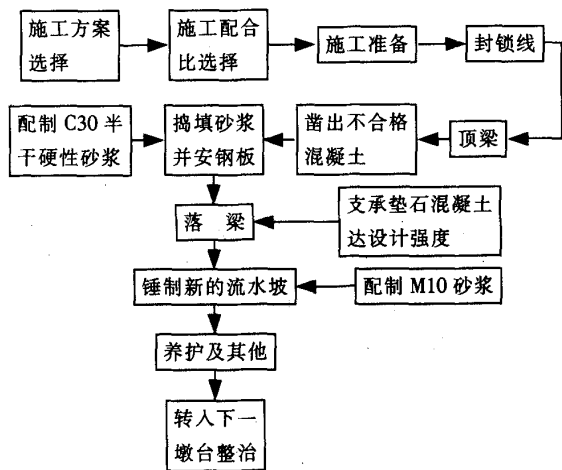 施工方案
选择
施工配合
比选择
施工准备
封锁线
配制 C30 半
干硬性砂浆
捣填砂浆
并安钢板
凿出不合格
混凝土
顶梁
落 梁
支承垫石混凝土
达设计强度
锤制新的流水坡
配制 M10 砂浆
养护及其他
转入下一
墩台整治